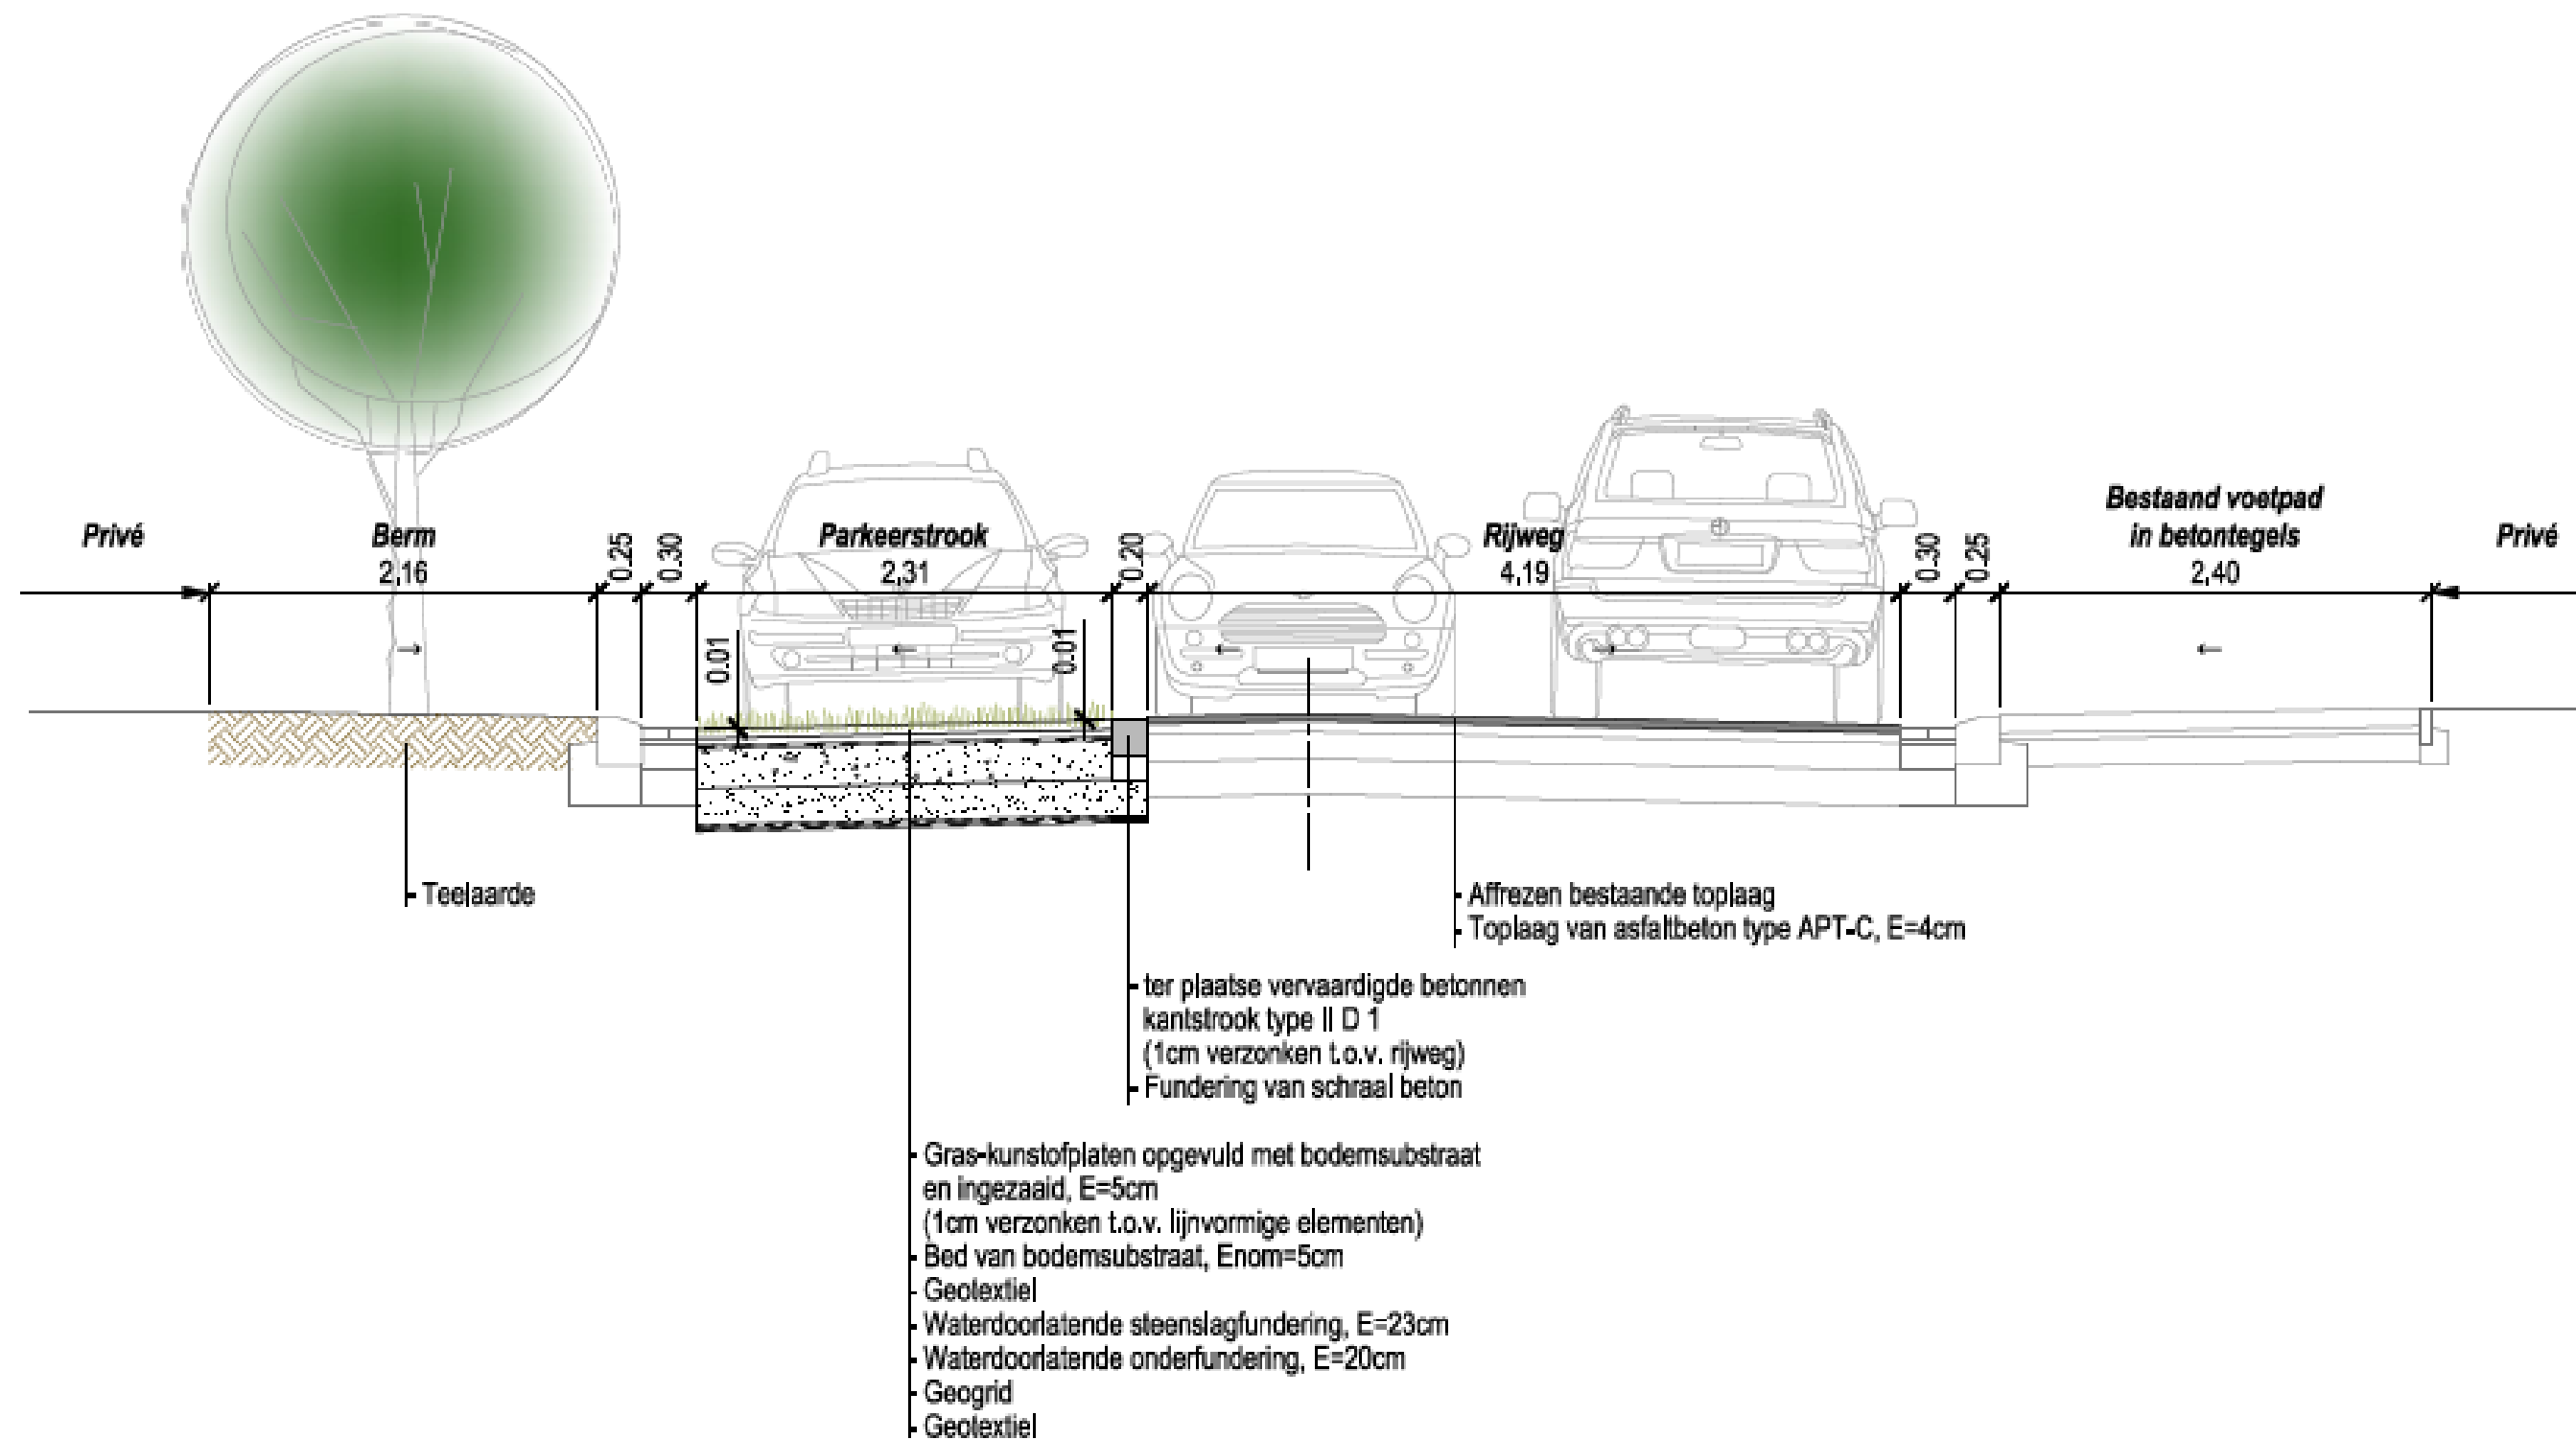 Privé
Berm
2,16
0.25
0.30
Parkeerstrook
2,31
0.20
Rijweg
4,19
0.30
0.25
Bestaand voetpad
in betontegels
2,40
Privé
0.01
0.01
Teelaarde
Affrezen bestaande toplaag
Toplaag van asfaltbeton type APT-C, E=4cm
ter plaatse vervaardigde betonnen
kantstrook type II D 1
(1cm verzonken t.o.v. rijweg)
Fundering van schraal beton
Gras-kunstofplaten opgevuld met bodemsubstraat
en ingezaaid, E=5cm
(1cm verzonken t.o.v. lijnvormige elementen)
Bed van bodemsubstraat, Enom=5cm
Geotextiel
Waterdoorlatende steenslagfundering, E=23cm
Waterdoorlatende onderfundering, E=20cm
Geogrid
Geotextiel